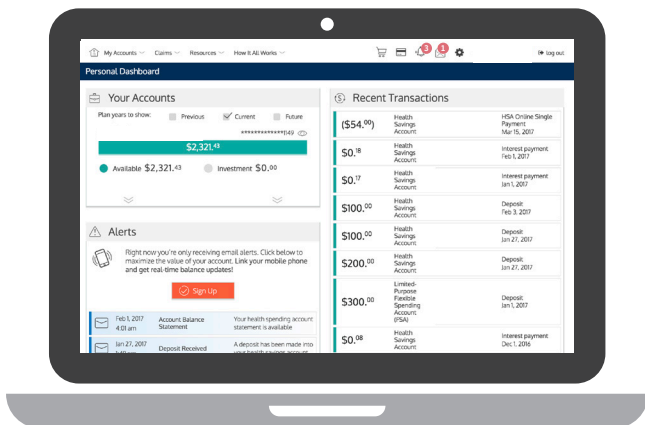 My Accounts Claims Resources How It All Works 3 1 log out
Personal Dashboard
Your Accounts
Plan years to show: Previous Current Future
*************1149
$2,321.43
Available $2,321.43 Investment $0.00
Alerts
Right now you're only receiving email alerts. Click below to
maximize the value of your account. Link your mobile phone
and get real-time balance updates!
Sign Up
Feb 1, 2017
4:01 am
Account Balance
Statement
Your health spending account
statement is available
Jan 27, 2017
Deposit Received
A deposit has been made into
your health savings account
Recent Transactions
($54.00)
Health
Savings
Account
HSA Online Single
Payment
Mar 15, 2017
$0.18
Health
Savings
Account
Interest payment
Feb 1, 2017
$0.17
Health
Savings
Account
Interest payment
Jan 1, 2017
$100.00
Health
Savings
Account
Deposit
Feb 3, 2017
$100.00
Health
Savings
Account
Deposit
Jan 27, 2017
$200.00
Health
Savings
Account
Deposit
Jan 27, 2017
$300.00
Limited-
Purpose
Flexible
Spending
Account
(FSA)
Deposit
Jan 1, 2017
$0.08
Health
Savings
Account
Interest payment
Dec 1, 2016